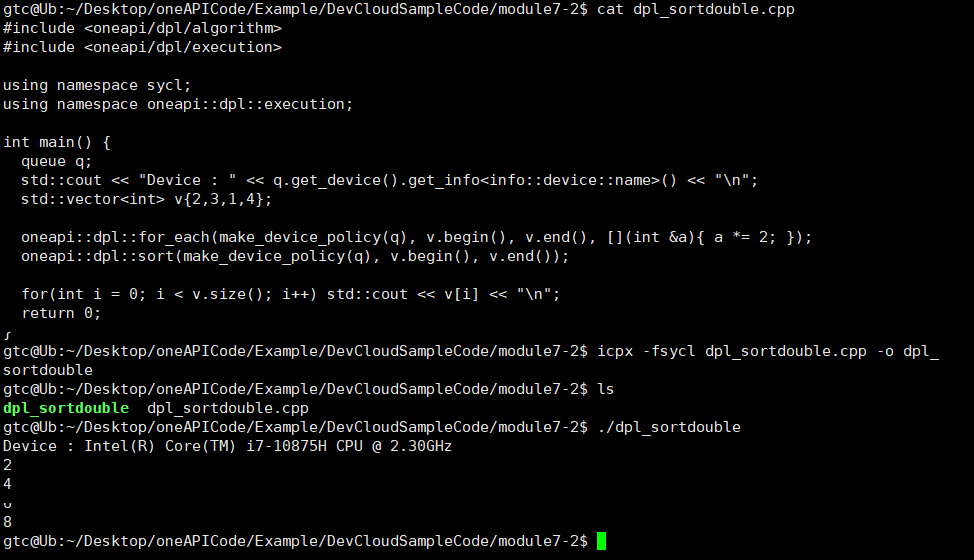 gtc@Ub:~/Desktop/oneAPICode/Example/DevCloudSampleCode/module7-2$ cat dpl_sortdouble.cpp
#include <oneapi/dpl/algorithm>
#include <oneapi/dpl/execution>
using namespace sycl;
using namespace oneapi::dpl::execution;
int main() {
  queue q;
  std::cout << "Device : " << q.get_device().get_info<info::device::name>() << "\n";
  std::vector<int> v{2,3,1,4};
  oneapi::dpl::for_each(make_device_policy(q), v.begin(), v.end(), [](int &a){ a *= 2; });
  oneapi::dpl::sort(make_device_policy(q), v.begin(), v.end());
  for(int i = 0; i < v.size(); i++) std::cout << v[i] << "\n";
  return 0;
gtc@Ub:~/Desktop/oneAPICode/Example/DevCloudSampleCode/module7-2$ icpx -fsycl dpl_sortdouble.cpp -o dpl_
sortdouble
gtc@Ub:~/Desktop/oneAPICode/Example/DevCloudSampleCode/module7-2$ ls
dpl_sortdouble  dpl_sortdouble.cpp
gtc@Ub:~/Desktop/oneAPICode/Example/DevCloudSampleCode/module7-2$ ./dpl_sortdouble
Device : Intel(R) Core(TM) i7-10875H CPU @ 2.30GHz
2
4
8
gtc@Ub:~/Desktop/oneAPICode/Example/DevCloudSampleCode/module7-2$